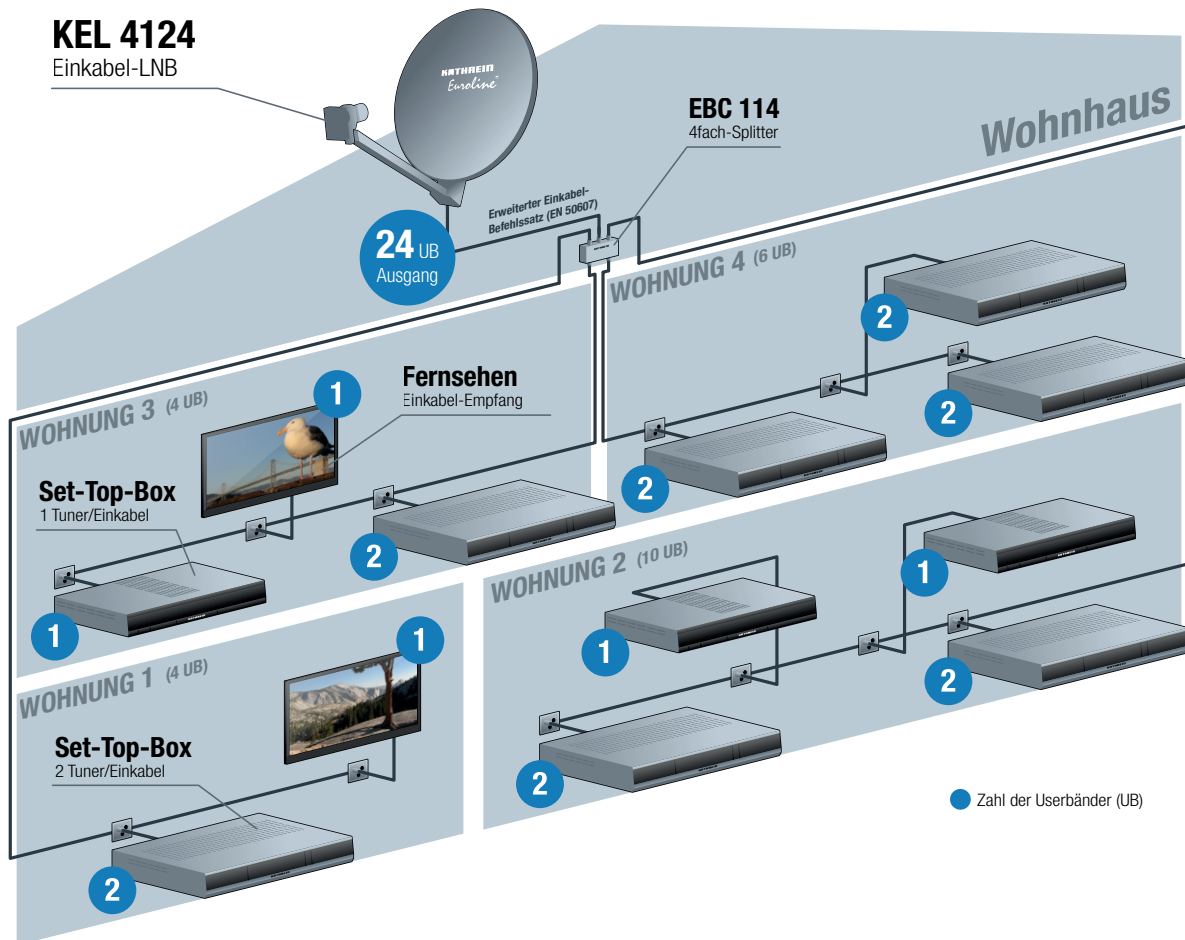 KEL 4124
Einkabel-LNB
KATHREIN
Euroline™
EBC 114
4fach-Splitter
Wohnhaus
Erweiterter Einkabel-
Befehlssatz (EN 50607)
24 UB
Ausgang
WOHNUNG 4 (6 UB)
2
2
2
WOHNUNG 3 (4 UB)
1
Fernsehen
Einkabel-Empfang
Set-Top-Box
1 Tuner/Einkabel
2
1
WOHNUNG 2 (10 UB)
1
1
2
2
WOHNUNG 1 (4 UB)
1
Set-Top-Box
2 Tuner/Einkabel
2
Zahl der Userbänder (UB)